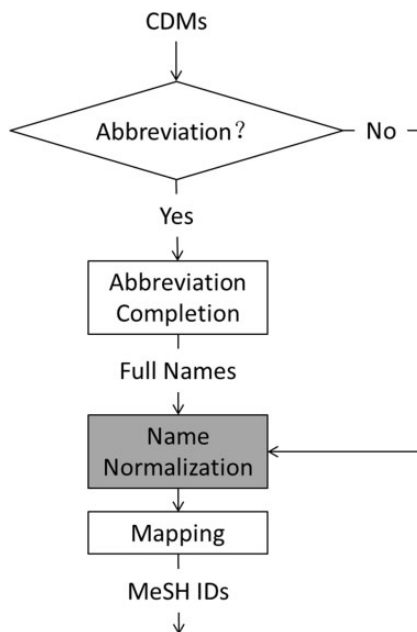 CDMs
Abbreviation？
No
Yes
Abbreviation
Completion
Full Names
Name
Normalization
Mapping
MeSH IDs